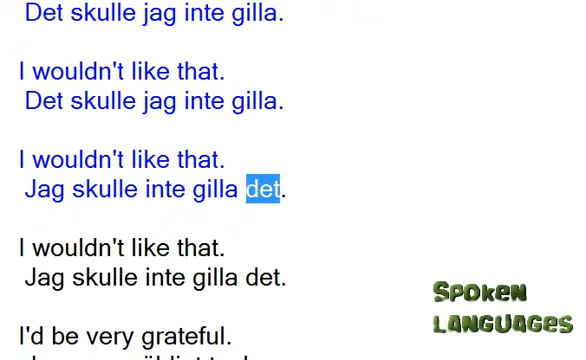 Det skulle jag inte gilla.
I wouldn't like that.
Det skulle jag inte gilla.
I wouldn't like that.
Jag skulle inte gilla det.
I wouldn't like that.
Jag skulle inte gilla det.
I'd be very grateful.
Spoken
Languages